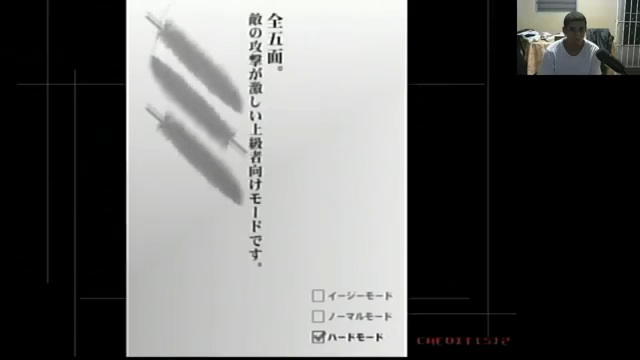 全五面。
敵の攻撃が激しい上級者向けモードです。
イージーモード
ノーマルモード
ハードモード
CREDIT(S)2